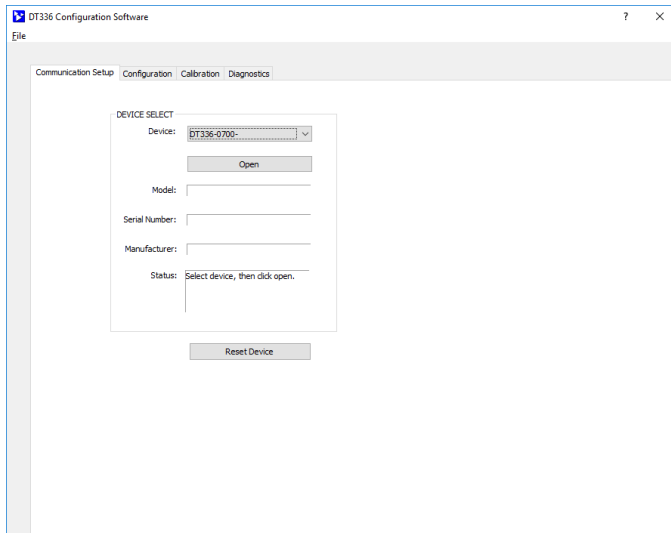 DT336 Configuration Software
File
Communication Setup Configuration Calibration Diagnostics
DEVICE SELECT
Device: DT336-0700-
Open
Model:
Serial Number:
Manufacturer:
Status: Select device, then click open.
Reset Device